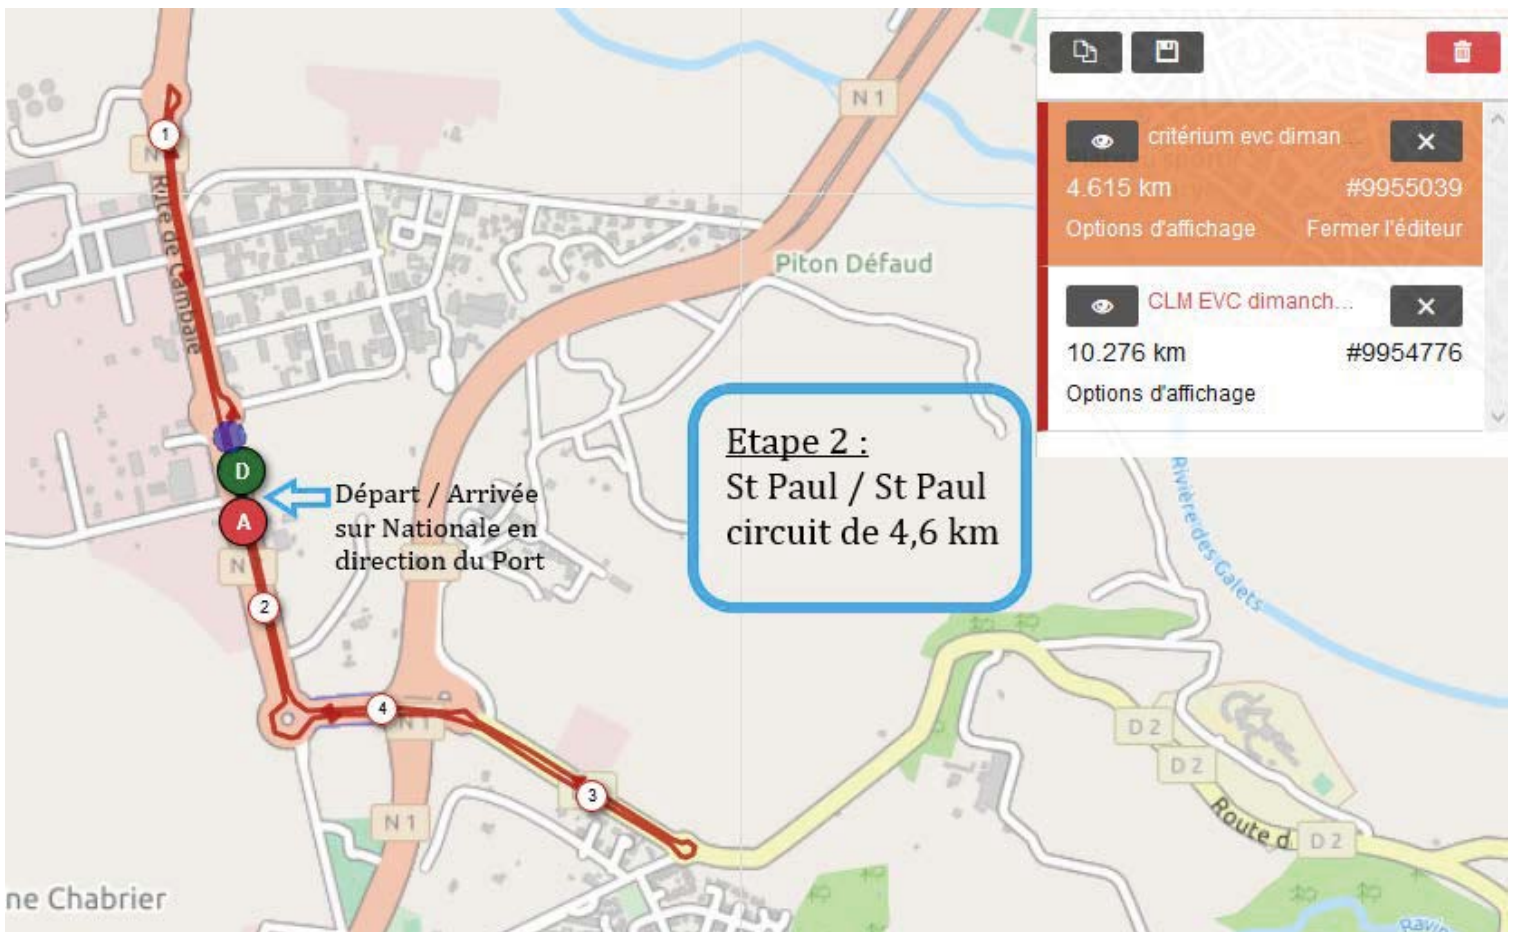 critérium evc diman...
4.615 km
#9955039
Options d'affichage
Fermer l'éditeur
CLM EVC dimanch...
10.276 km
#9954776
Options d'affichage
N 1
1
Route de Cambaie
Piton Défaud
D
A
Départ / Arrivée
sur Nationale en
direction du Port
Etape 2 :
St Paul / St Paul
circuit de 4,6 km
Rivière des Galets
N
2
4
N 1
3
N 1
D 2
D 2
Route d
D 2
ne Chabrier
Ravin